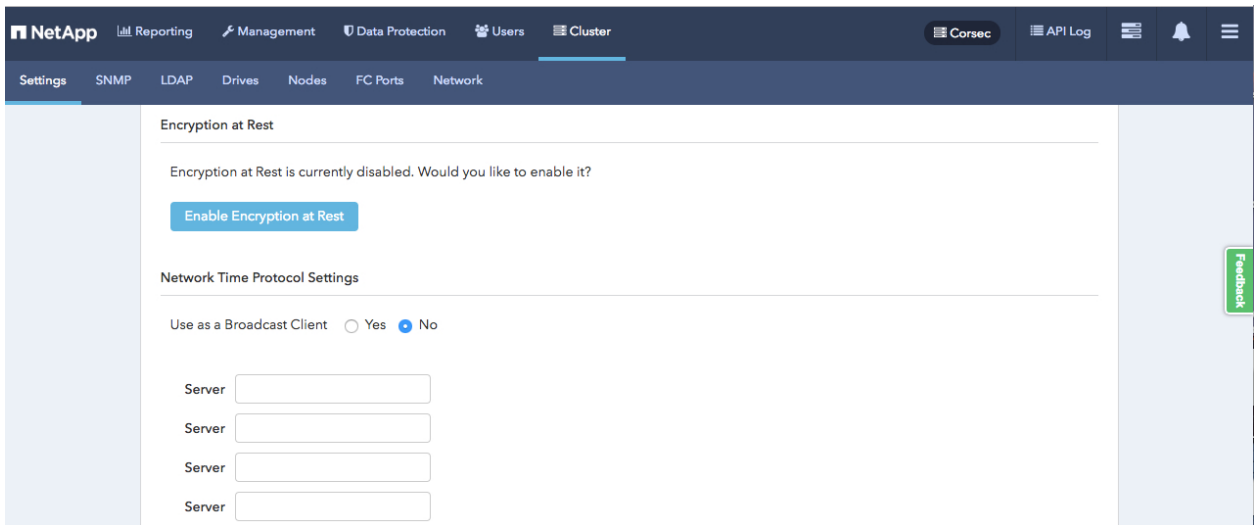 NetApp Reporting Management Data Protection Users Cluster Corsec API Log
Settings SNMP LDAP Drives Nodes FC Ports Network
Encryption at Rest
Encryption at Rest is currently disabled. Would you like to enable it?
Enable Encryption at Rest
Feedback
Network Time Protocol Settings
Use as a Broadcast Client Yes No
Server
Server
Server
Server